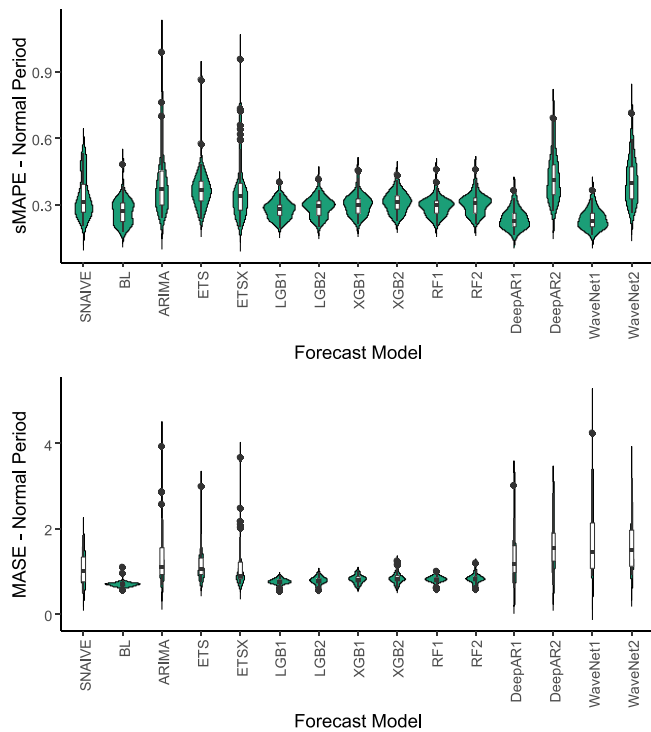 sMAPE - Normal Period
0.9
0.6
0.3
SNAIVE
BL
ARIMA
ETS
ETSX
LGB1
LGB2
XGB1
XGB2
RF1
RF2
DeepAR1
DeepAR2
WaveNet1
WaveNet2
Forecast Model
MASE - Normal Period
4
2
0
SNAIVE
BL
ARIMA
ETS
ETSX
LGB1
LGB2
XGB1
XGB2
RF1
RF2
DeepAR1
DeepAR2
WaveNet1
WaveNet2
Forecast Model